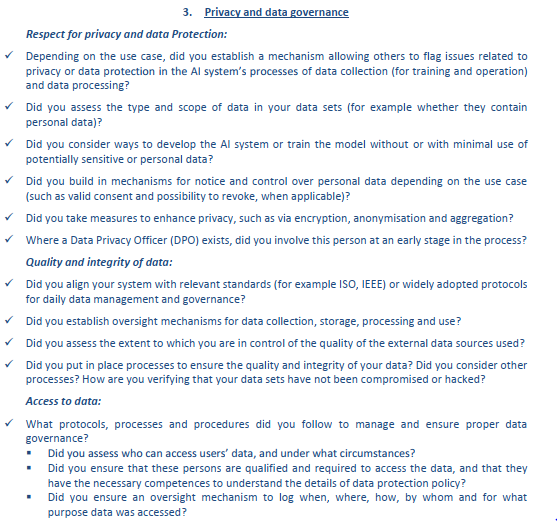 3. Privacy and data governance
Respect for privacy and data Protection:
✓ Depending on the use case, did you establish a mechanism allowing others to flag issues related to
privacy or data protection in the AI system's processes of data collection (for training and operation)
and data processing?
✓ Did you assess the type and scope of data in your data sets (for example whether they contain
personal data)?
✓ Did you consider ways to develop the AI system or train the model without or with minimal use of
potentially sensitive or personal data?
✓ Did you build in mechanisms for notice and control over personal data depending on the use case
(such as valid consent and possibility to revoke, when applicable)?
✓ Did you take measures to enhance privacy, such as via encryption, anonymisation and aggregation?
✓ Where a Data Privacy Officer (DPO) exists, did you involve this person at an early stage in the process?
Quality and integrity of data:
✓ Did you align your system with relevant standards (for example ISO, IEEE) or widely adopted protocols
for daily data management and governance?
✓ Did you establish oversight mechanisms for data collection, storage, processing and use?
✓ Did you assess the extent to which you are in control of the quality of the external data sources used?
✓ Did you put in place processes to ensure the quality and integrity of your data? Did you consider other
processes? How are you verifying that your data sets have not been compromised or hacked?
Access to data:
✓ What protocols, processes and procedures did you follow to manage and ensure proper data
governance?
▪ Did you assess who can access users' data, and under what circumstances?
▪ Did you ensure that these persons are qualified and required to access the data, and that they
have the necessary competences to understand the details of data protection policy?
▪ Did you ensure an oversight mechanism to log when, where, how, by whom and for what
purpose data was accessed?